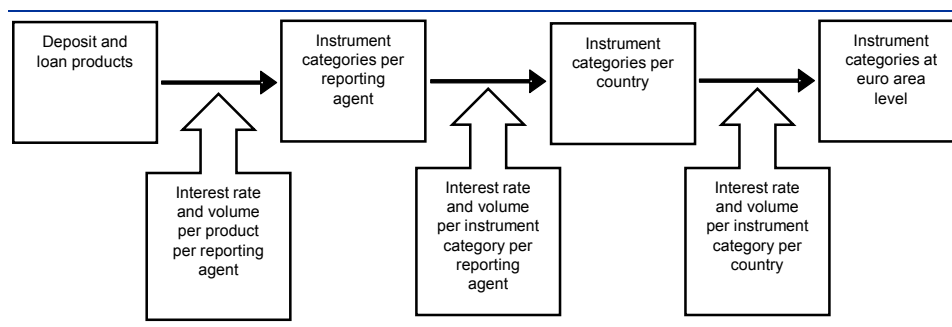 Deposit and
loan products
Instrument
categories per
reporting
agent
Instrument
categories per
country
Instrument
categories at
euro area
level
Interest rate
and volume
per product
per reporting
agent
Interest rate
and volume
per instrument
category per
reporting
agent
Interest rate
and volume
per instrument
category per
country